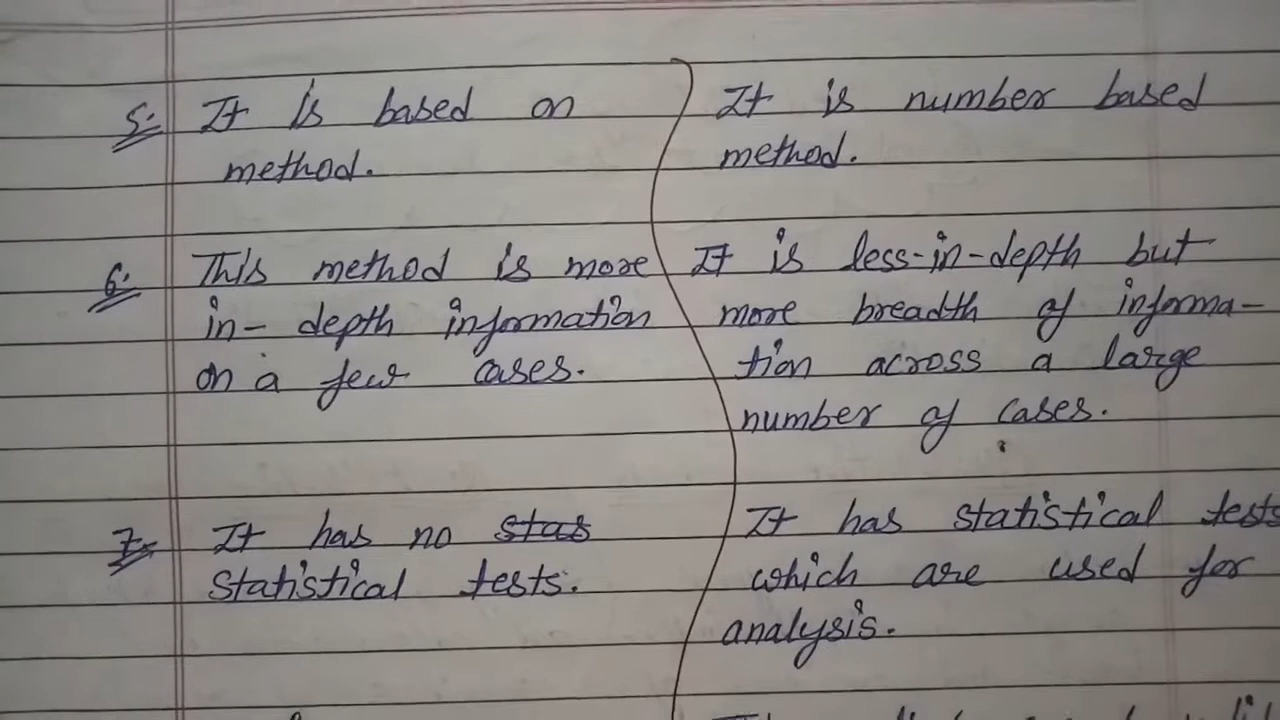 5. It is based on
method.
It is number based
method.
6. This method is more
in-depth information
on a few cases.
It is less-in-depth but
more breadth of informa-
tion across a large
number of cases.
7. It has no stas
Statistical tests.
It has statistical tests
which are used for
analysis.